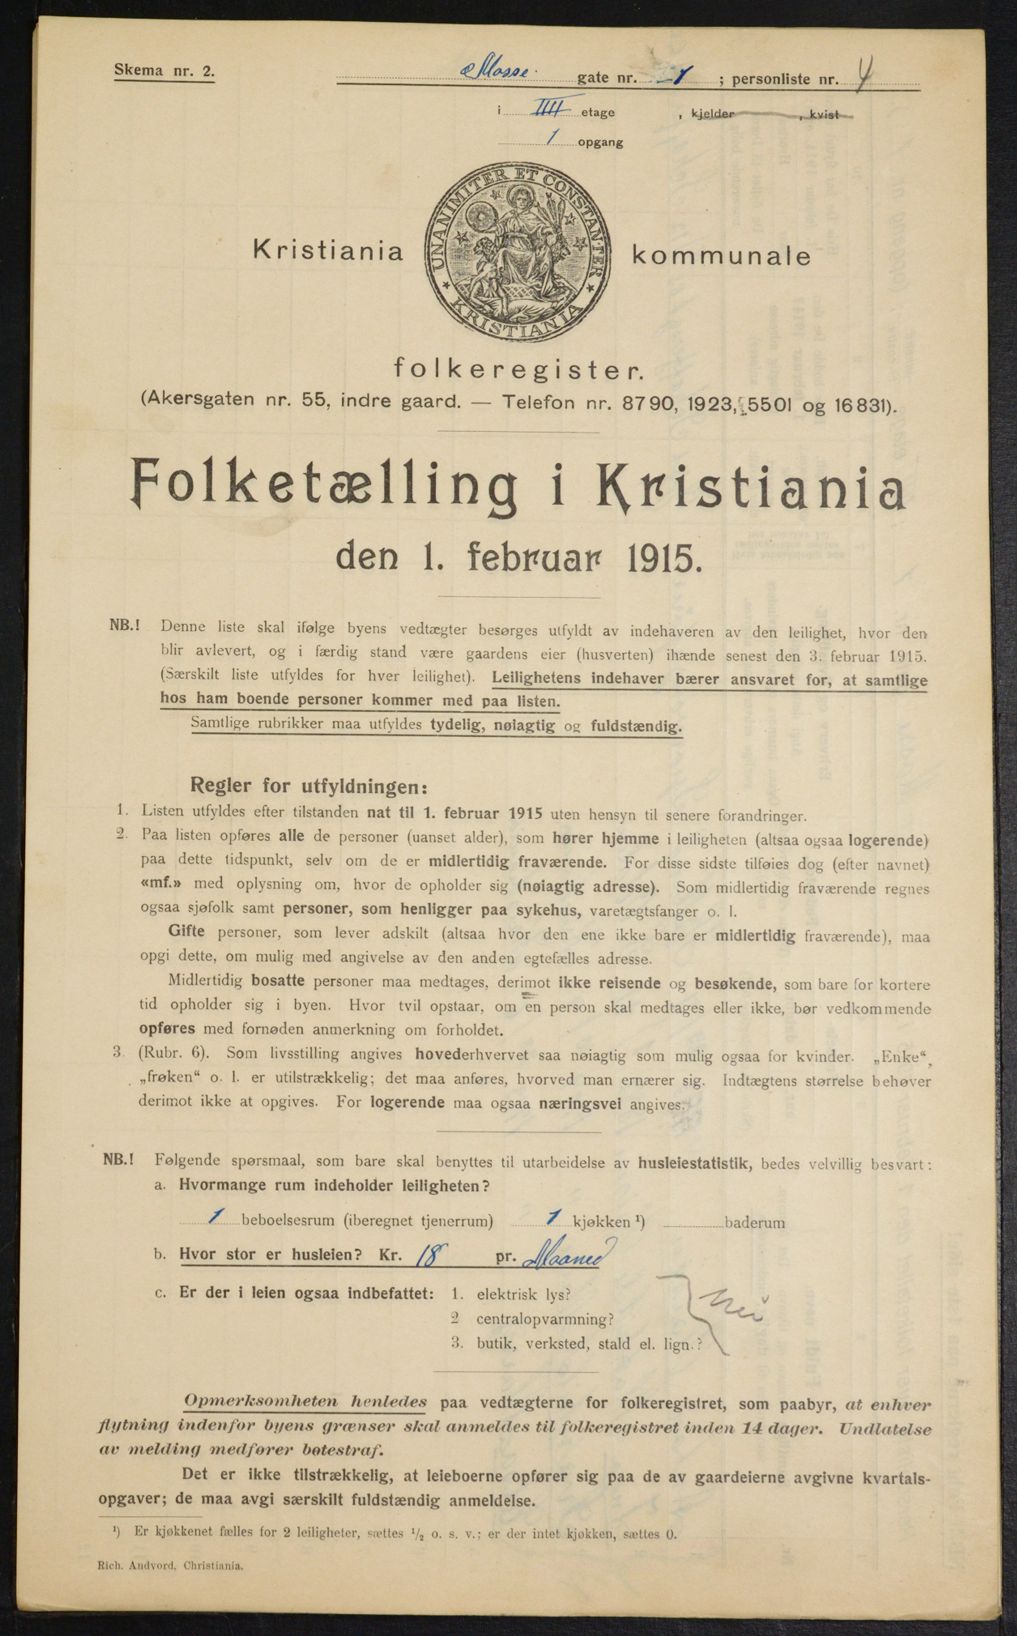 Skema nr. 2.
Mosse gate nr. 1 ; personliste nr. 4
i IIII etage , kjelder , kvist
1 opgang
UNANIMITER ET CONSTANTER
KRISTIANIA
Kristiania kommunale
folkeregister.
(Akersgaten nr. 55, indre gaard. — Telefon nr. 8790, 1923, 5501 og 16831).
Folketælling i Kristiania
den 1. februar 1915.
NB.! Denne liste skal ifølge byens vedtægter besørges utfyldt av indehaveren av den leilighet, hvor den
blir avlevert, og i færdig stand være gaardens eier (husverten) ihænde senest den 3. februar 1915.
(Særskilt liste utfyldes for hver leilighet). Leilighetens indehaver bærer ansvaret for, at samtlige
hos ham boende personer kommer med paa listen.
Samtlige rubrikker maa utfyldes tydelig, nøiagtig og fuldstændig.
Regler for utfyldningen:
1. Listen utfyldes efter tilstanden nat til 1. februar 1915 uten hensyn til senere forandringer.
2. Paa listen opføres alle de personer (uanset alder), som hører hjemme i leiligheten (altsaa ogsaa logerende)
paa dette tidspunkt, selv om de er midlertidig fraværende. For disse sidste tilføies dog (efter navnet)
«mf.» med oplysning om, hvor de opholder sig (nøiagtig adresse). Som midlertidig fraværende regnes
ogsaa sjøfolk samt personer, som henligger paa sykehus, varetægtsfanger o. l.
Gifte personer, som lever adskilt (altsaa hvor den ene ikke bare er midlertidig fraværende), maa
opgi dette, om mulig med angivelse av den anden egtefælles adresse.
Midlertidig bosatte personer maa medtages, derimot ikke reisende og besøkende, som bare for kortere
tid opholder sig i byen. Hvor tvil opstaar, om en person skal medtages eller ikke, bør vedkommende
opføres med fornøden anmerkning om forholdet.
3. (Rubr. 6). Som livsstilling angives hovederhvervet saa nøiagtig som mulig ogsaa for kvinder. „Enke“,
„frøken“ o. l. er utilstrækkelig; det maa anføres, hvorved man ernærer sig. Indtægtens størrelse behøver
derimot ikke at opgives. For logerende maa ogsaa næringsvei angives.
NB.! Følgende spørsmaal, som bare skal benyttes til utarbeidelse av husleiestatistik, bedes velvillig besvart:
a. Hvormange rum indeholder leiligheten?
1 beboelsesrum (iberegnet tjenerrum) 1 kjøkken ¹) baderum
b. Hvor stor er husleien? Kr. 18 pr. Maaned
c. Er der i leien ogsaa indbefattet: 1. elektrisk lys?
2 centralopvarmning? Nei
3. butik, verksted, stald el. lign.?
Opmerksomheten henledes paa vedtægterne for folkeregistret, som paabyr, at enhver
flytning indenfor byens grænser skal anmeldes til folkeregistret inden 14 dager. Undlatelse
av melding medfører bøtestraf.
Det er ikke tilstrækkelig, at leieboerne opfører sig paa de av gaardeierne avgivne kvartals-
opgaver; de maa avgi særskilt fuldstændig anmeldelse.
¹) Er kjøkkenet fælles for 2 leiligheter, sættes ½ o. s. v.; er der intet kjøkken, sættes 0.
Rich. Andvord, Christiania.